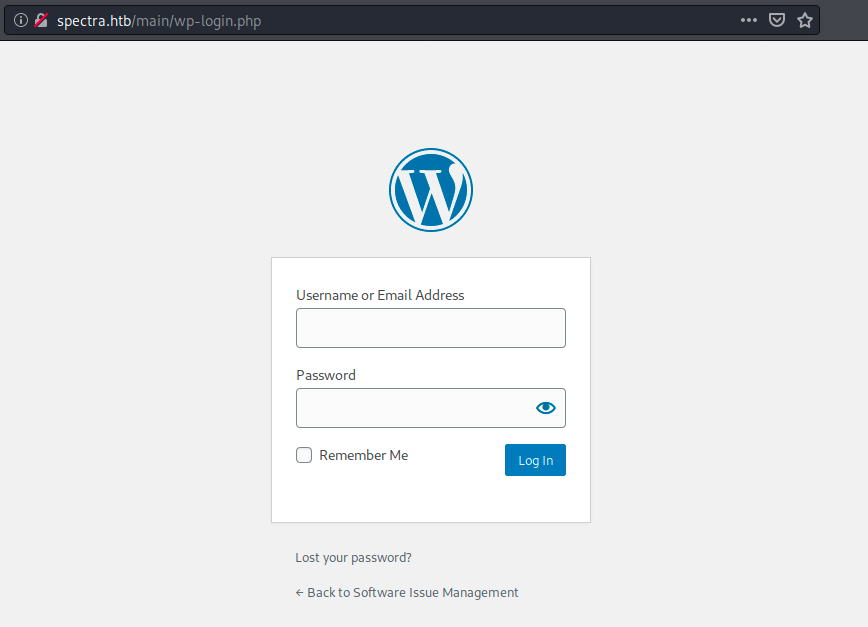 spectra.htb/main/wp-login.php
Username or Email Address
Password
Remember Me
Log In
Lost your password?
← Back to Software Issue Management